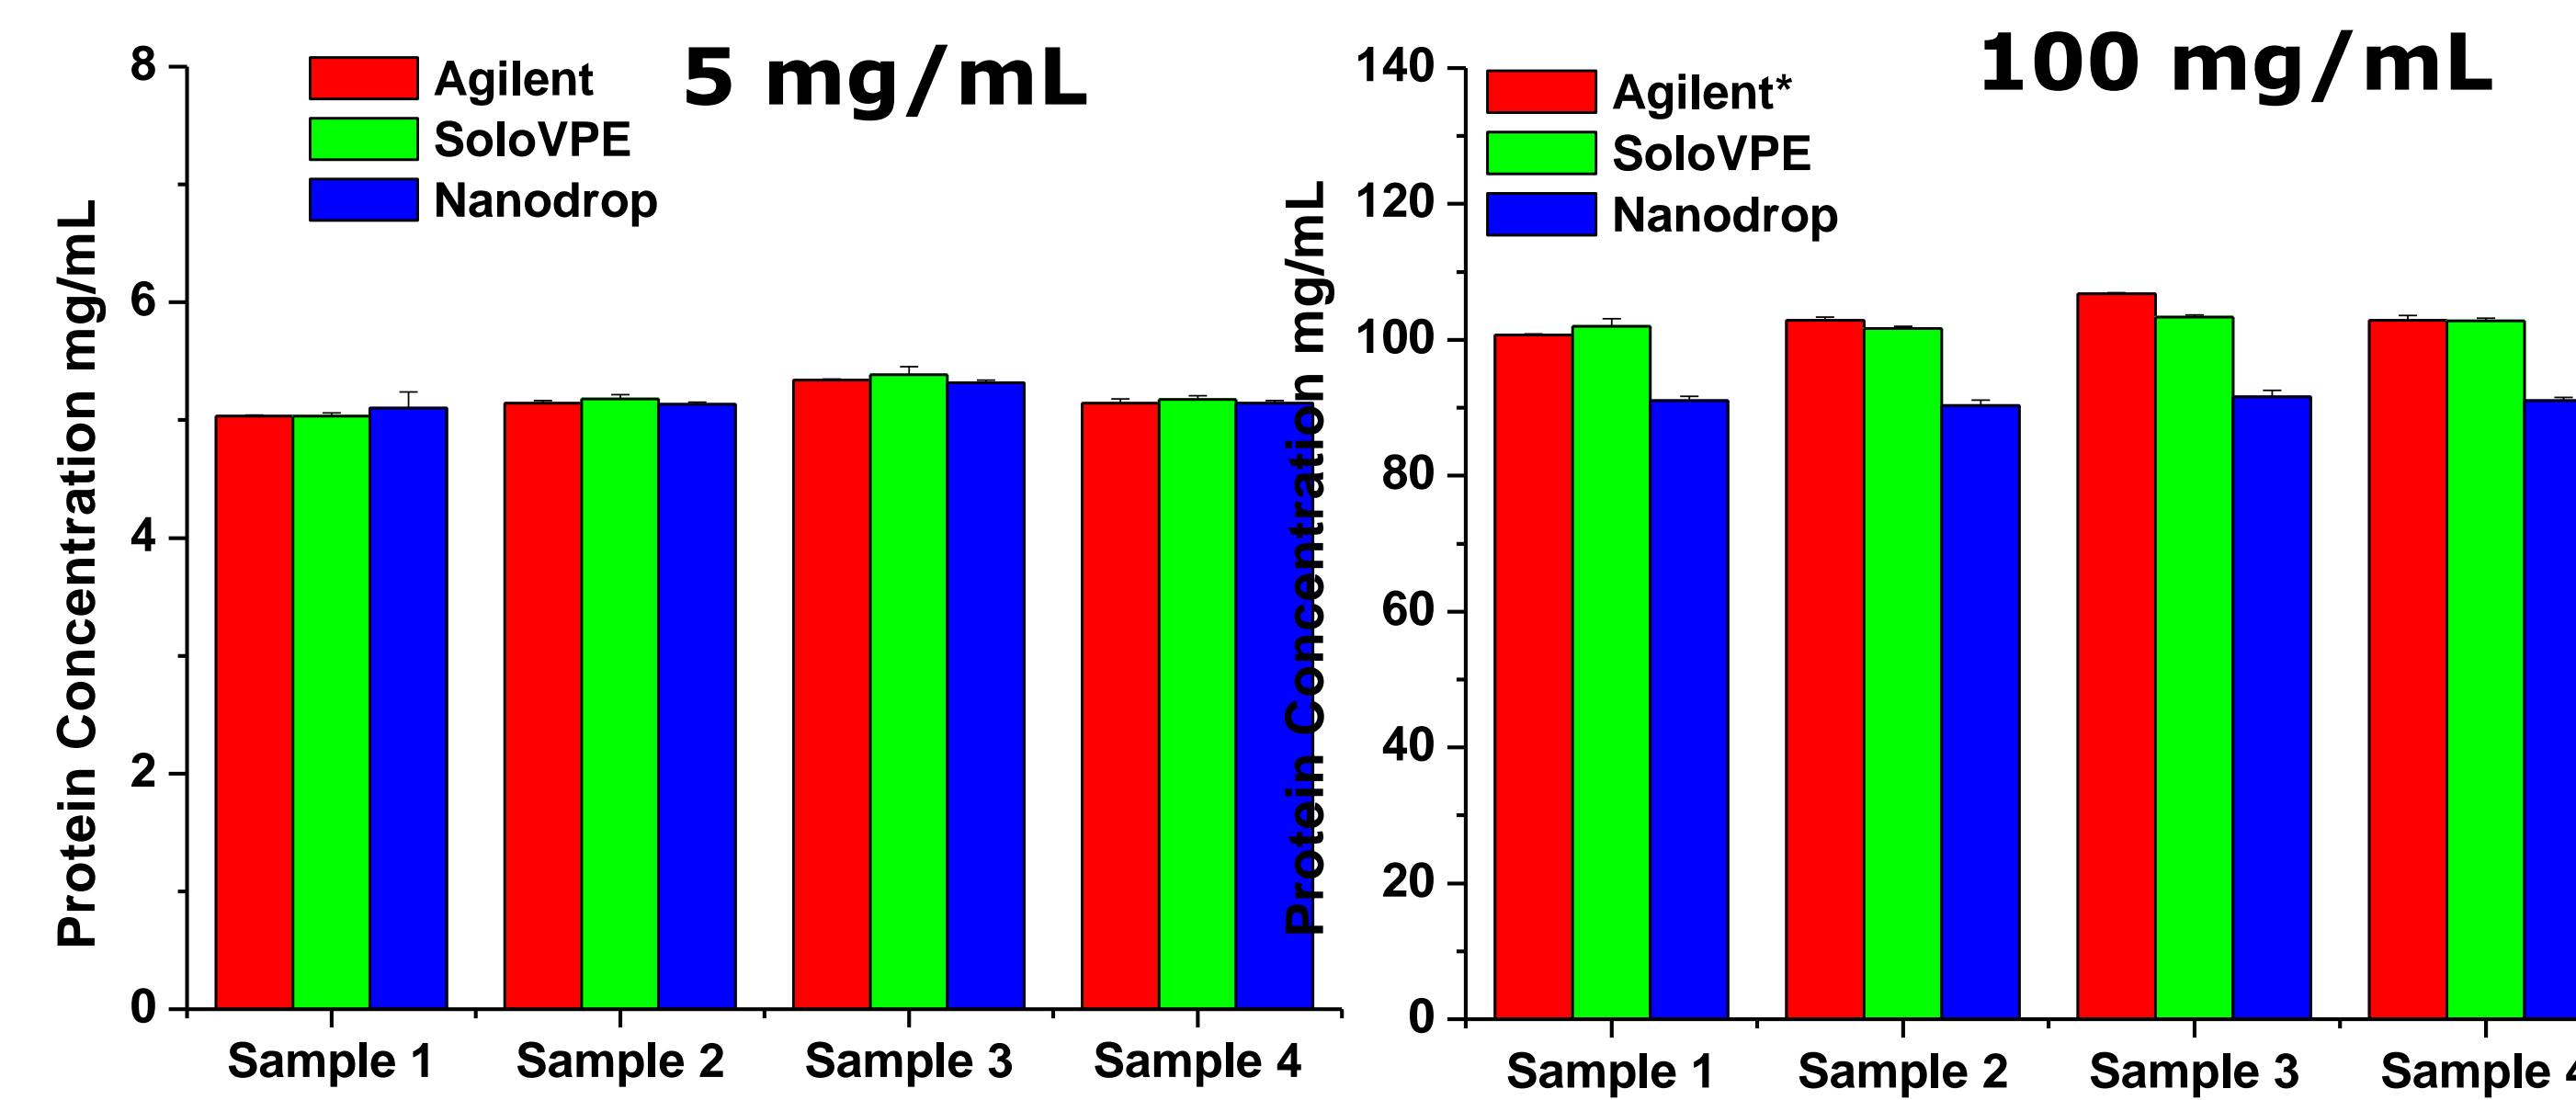 5 mg/mL
Agilent
SoloVPE
Nanodrop
Protein Concentration mg/mL
8
6
4
2
0
Sample 1
Sample 2
Sample 3
Sample 4
100 mg/mL
Agilent*
SoloVPE
Nanodrop
Protein Concentration mg/mL
140
120
100
80
60
40
20
0
Sample 1
Sample 2
Sample 3
Sample 4